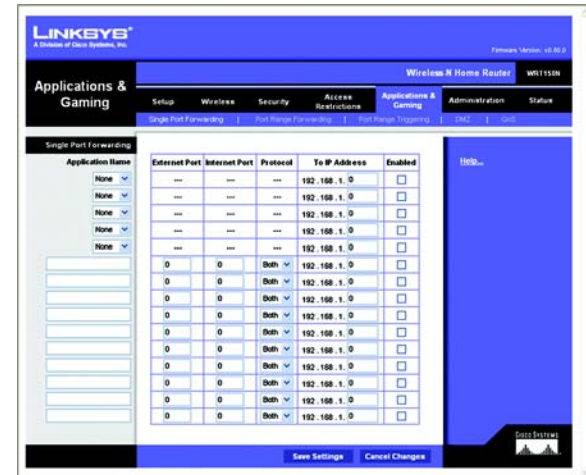 LINKSYS®
A Division of Cisco Systems, Inc.
Firmware Version: v0.00.0
Wireless-N Home Router WRT150N
Applications & Gaming
Setup Wireless Security Access Restrictions Applications & Gaming Administration Status
Single Port Forwarding | Port Range Forwarding | Port Range Triggering | DMZ | QoS
Single Port Forwarding
Application Name External Port Internet Port Protocol To IP Address Enabled
Help...
None --- --- --- 192.168.1. 0
None --- --- --- 192.168.1. 0
None --- --- --- 192.168.1. 0
None --- --- --- 192.168.1. 0
None --- --- --- 192.168.1. 0
0 0 Both 192.168.1. 0
0 0 Both 192.168.1. 0
0 0 Both 192.168.1. 0
0 0 Both 192.168.1. 0
0 0 Both 192.168.1. 0
0 0 Both 192.168.1. 0
0 0 Both 192.168.1. 0
0 0 Both 192.168.1. 0
0 0 Both 192.168.1. 0
0 0 Both 192.168.1. 0
Save Settings Cancel Changes
CISCO SYSTEMS